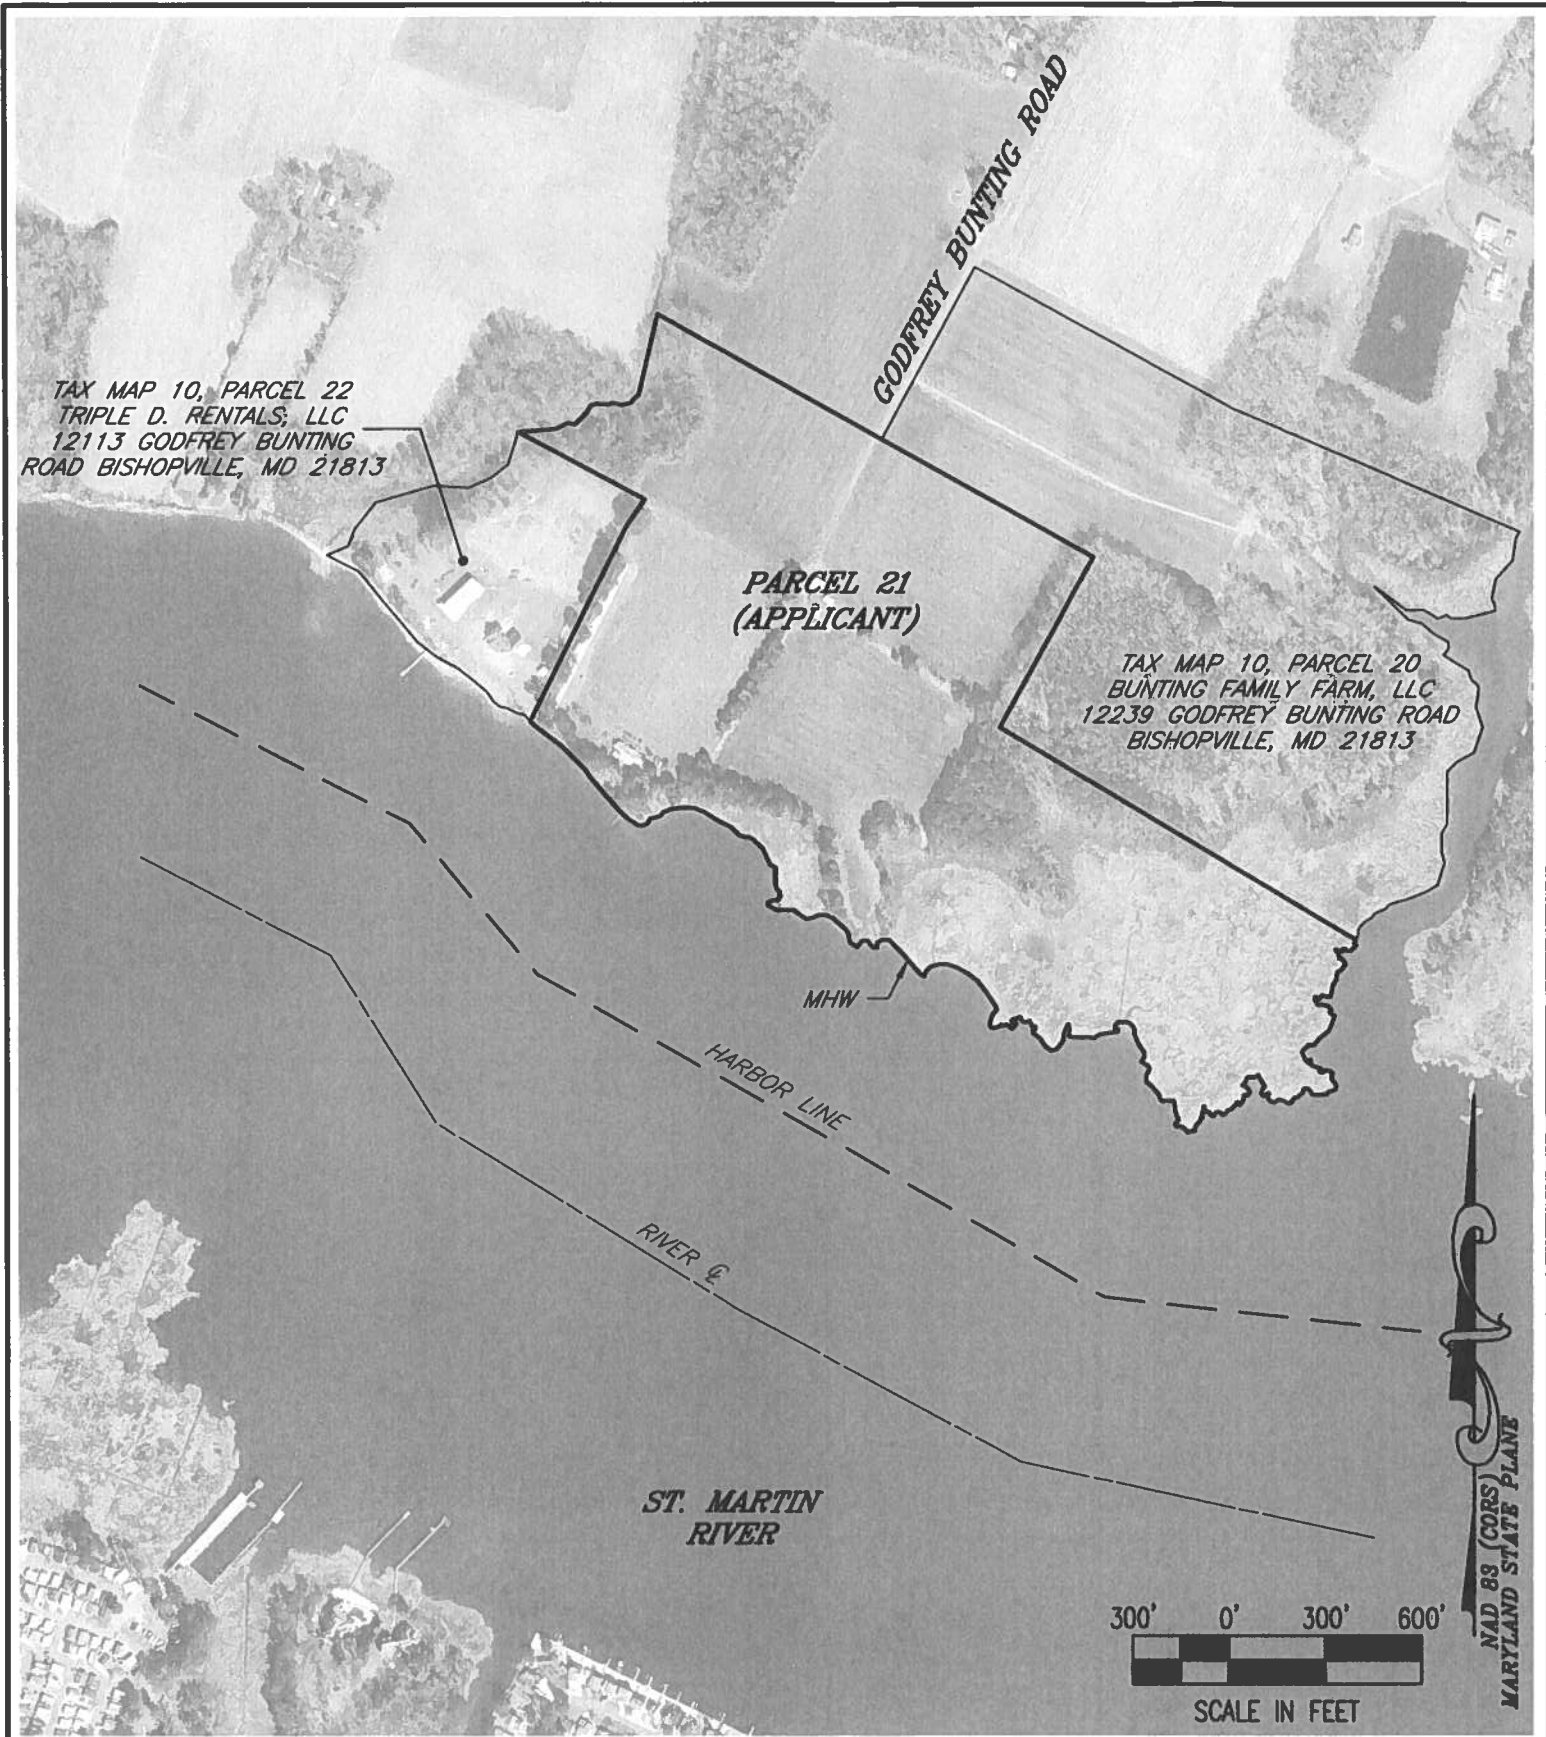 GODFREY BUNTING ROAD
TAX MAP 10, PARCEL 22
TRIPLE D. RENTALS, LLC
12113 GODFREY BUNTING
ROAD BISHOPVILLE, MD 21813
PARCEL 21
(APPLICANT)
TAX MAP 10, PARCEL 20
BUNTING FAMILY FARM, LLC
12239 GODFREY BUNTING ROAD
BISHOPVILLE, MD 21813
MHW
HARBOR LINE
RIVER ℄
ST. MARTIN
RIVER
300' 0' 300' 600'
SCALE IN FEET
NAD 83 (CORS)
MARYLAND STATE PLANE